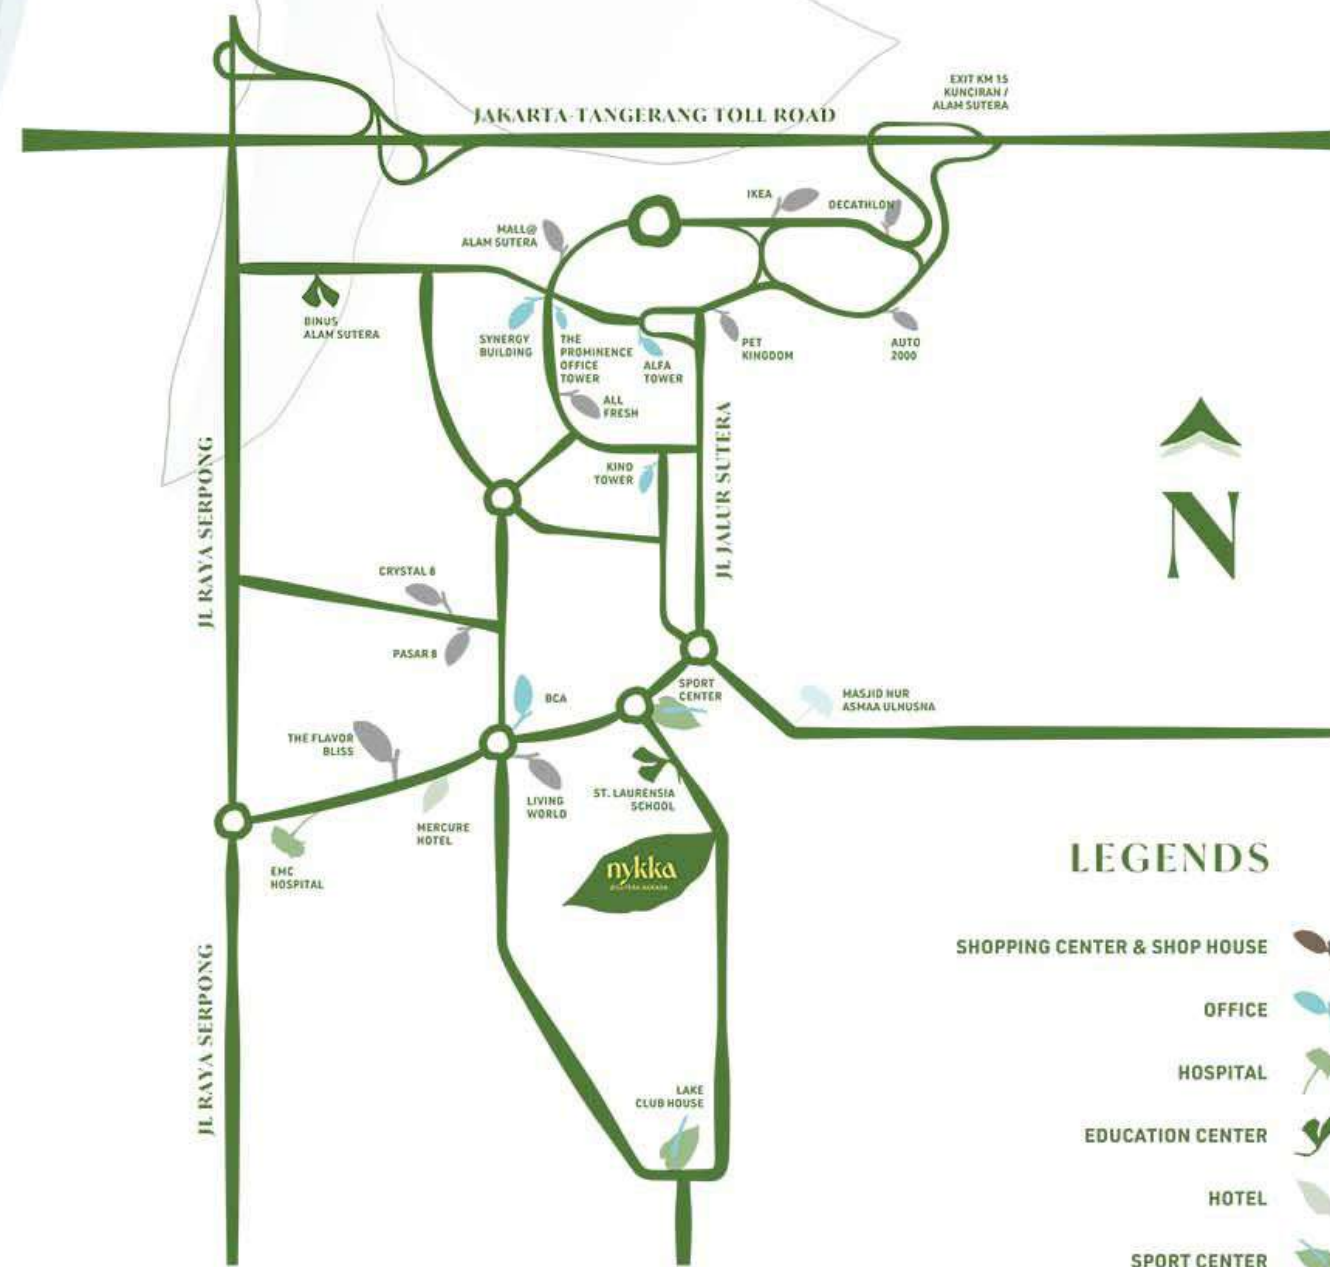 EXIT KM 15
KUNCIRAN /
ALAM SUTERA
JAKARTA-TANGERANG TOLL ROAD
IKEA
DECATHLON
MALL@
ALAM SUTERA
BINUS
ALAM SUTERA
SYNERGY
BUILDING
THE
PROMINENCE
OFFICE
TOWER
ALFA
TOWER
PET
KINGDOM
AUTO
2000
ALL
FRESH
KINO
TOWER
JL JALUR SUTERA
JL RAYA SERPONG
N
CRYSTAL 8
PASAR 8
SPORT
CENTER
MASJID NUR
ASMAA ULHUSNA
BCA
THE FLAVOR
BLISS
LIVING
WORLD
ST. LAURENSIA
SCHOOL
MERCURE
HOTEL
EMC
HOSPITAL
nykka
JL RAYA SERPONG
LAKE
CLUB HOUSE
LEGENDS
SHOPPING CENTER & SHOP HOUSE
OFFICE
HOSPITAL
EDUCATION CENTER
HOTEL
SPORT CENTER